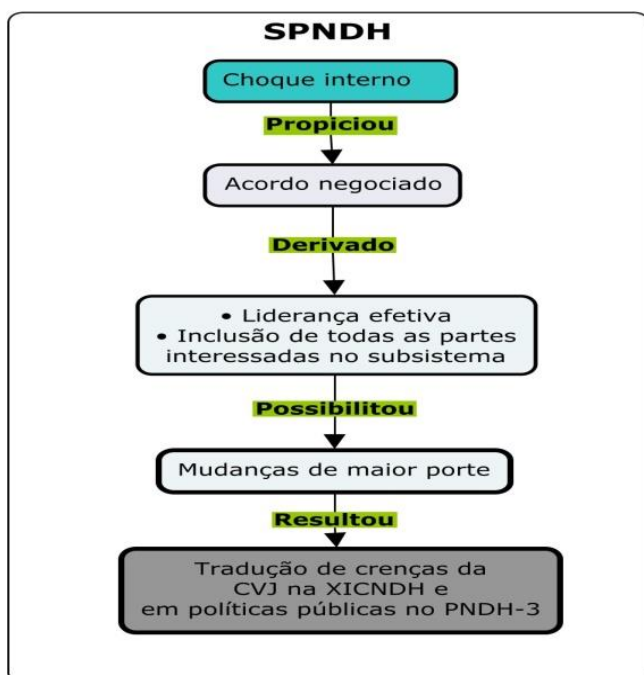 SPNDH
Choque interno
Propiciou
Acordo negociado
Derivado
• Liderança efetiva
• Inclusão de todas as partes
interessadas no subsistema
Possibilitou
Mudanças de maior porte
Resultou
Tradução de crenças da
CVJ na XICNDH e
em políticas públicas no PNDH-3